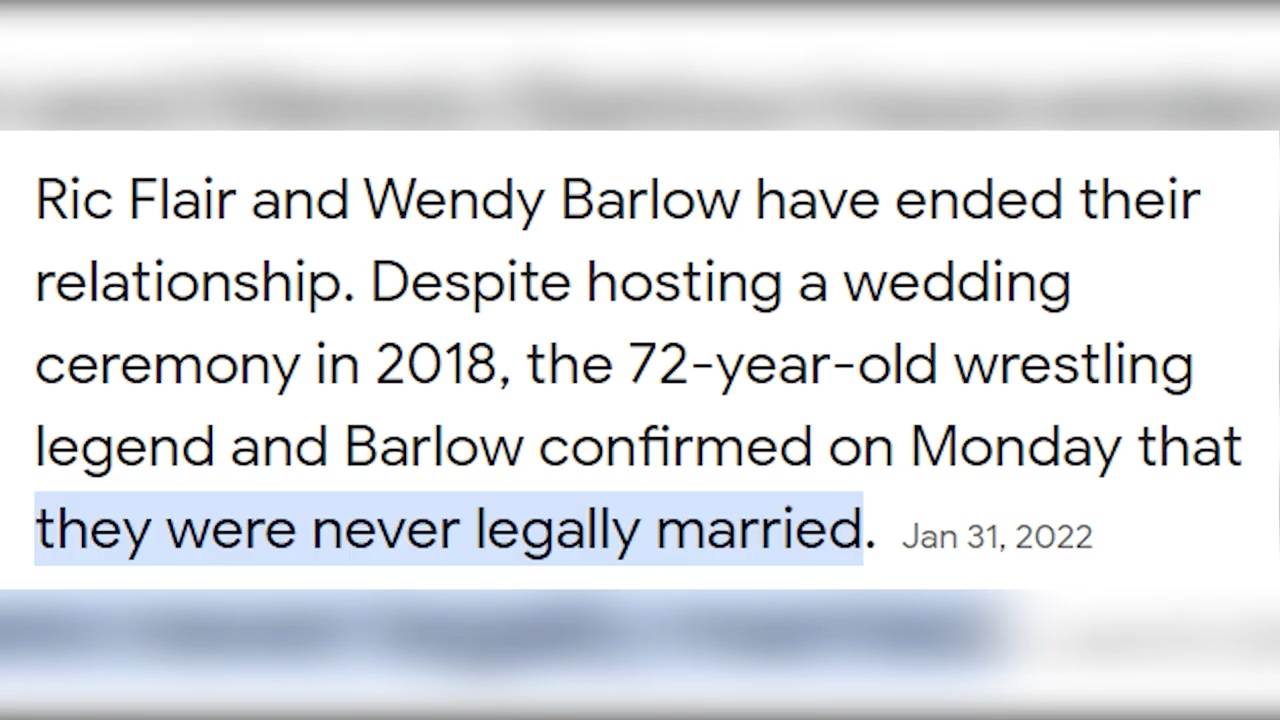 Ric Flair and Wendy Barlow have ended their
relationship. Despite hosting a wedding
ceremony in 2018, the 72-year-old wrestling
legend and Barlow confirmed on Monday that
they were never legally married. Jan 31, 2022